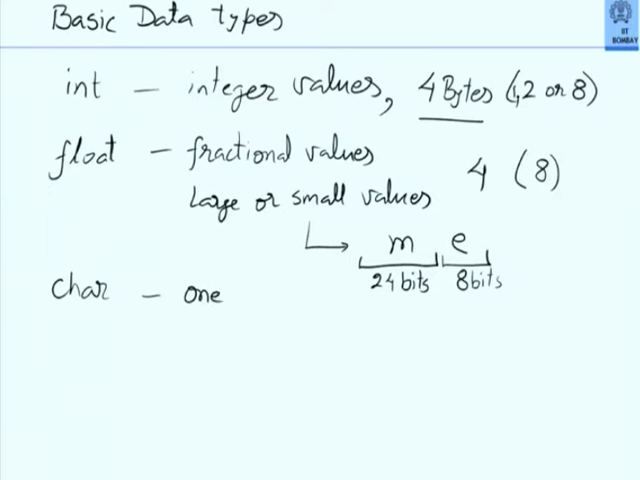 Basic Data types
IIT
BOMBAY
int – integer values, 4 Bytes (1,2 or 8)
float – fractional values 4 (8)
Large or small values
m e
24 bits 8 bits
char – one